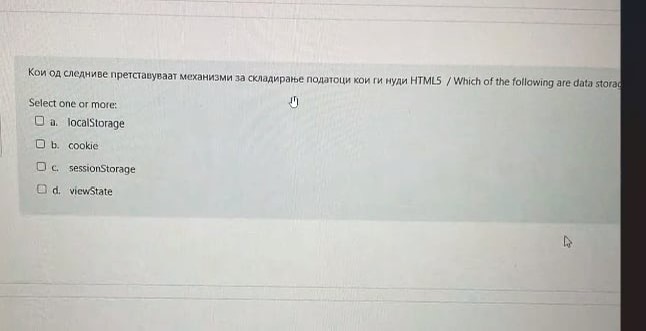 Кои од следниве претставуваат механизми за складирање податоци кои ги нуди HTML5 / Which of the following are data
Select one or more:
a. localStorage
b. cookie
c. sessionStorage
d. viewState